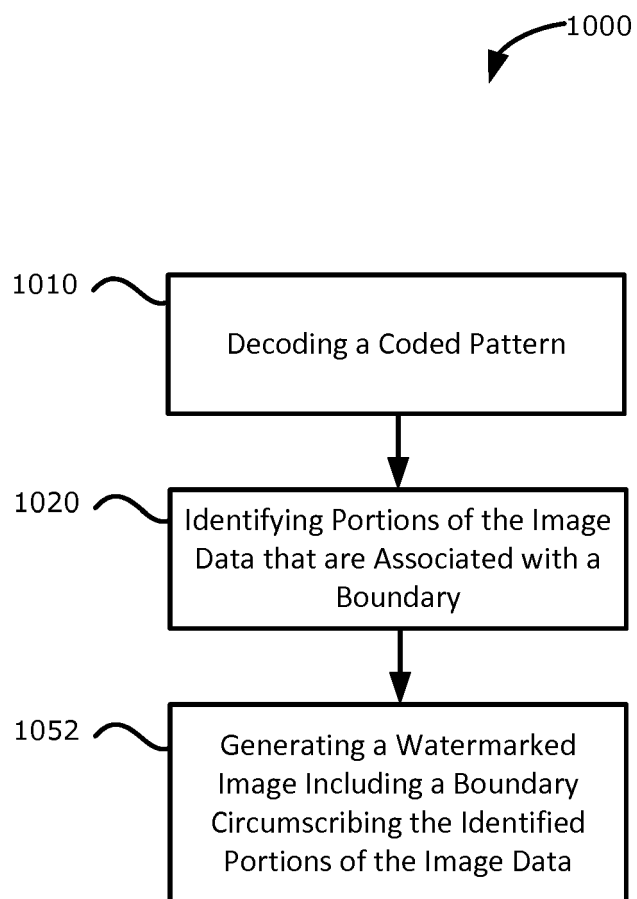 1000
1010
Decoding a Coded Pattern
1020
Identifying Portions of the Image
Data that are Associated with a
Boundary
1052
Generating a Watermarked
Image Including a Boundary
Circumscribing the Identified
Portions of the Image Data